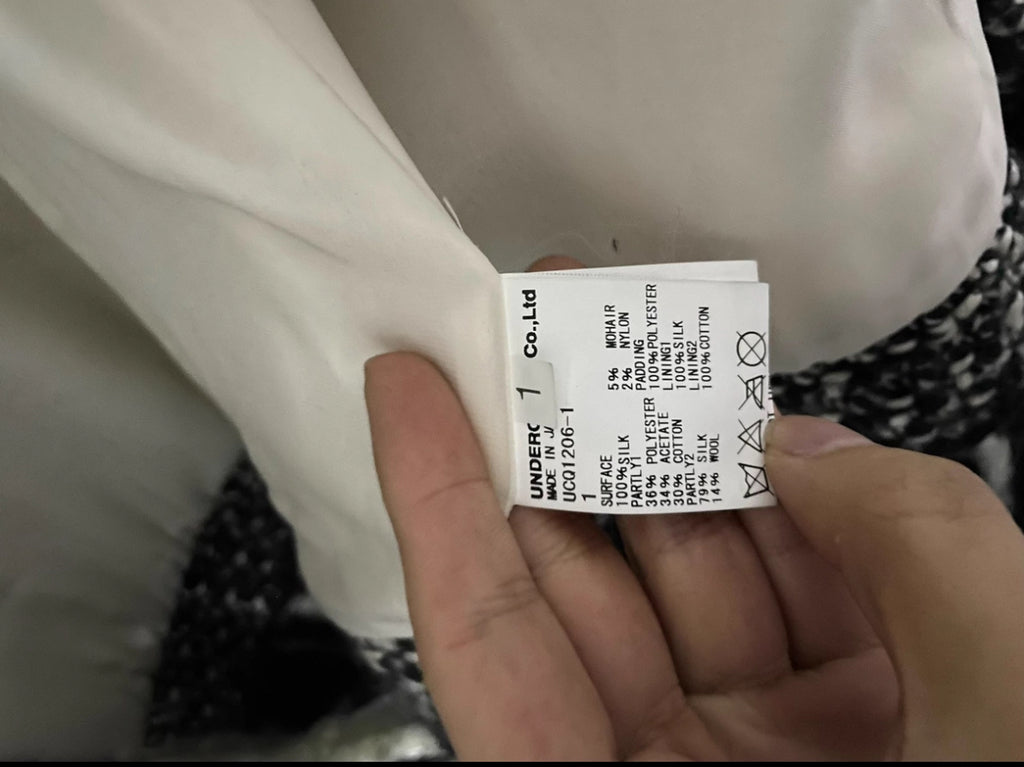 UNDERC 1 Co.,Ltd
MADE IN J
UCQ1206-1
1
SURFACE
100% SILK
PARTLY1
36% POLYESTER
34% ACETATE
30% COTTON
PARTLY2
79% SILK
14% WOOL
5% MOHAIR
2% NYLON
PADDING
100% POLYESTER
LINING1
100% SILK
LINING2
100% COTTON